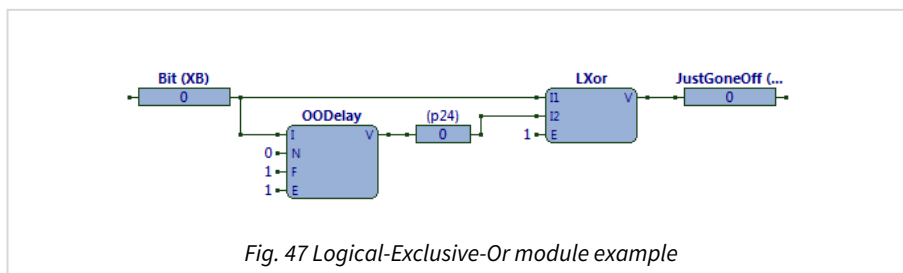 Bit (XB) LXor JustGoneOff (...
0 I1 V 0
OODelay (p24) I2
I V 0 1 E
0 N
1 F
1 E
Fig. 47 Logical-Exclusive-Or module example